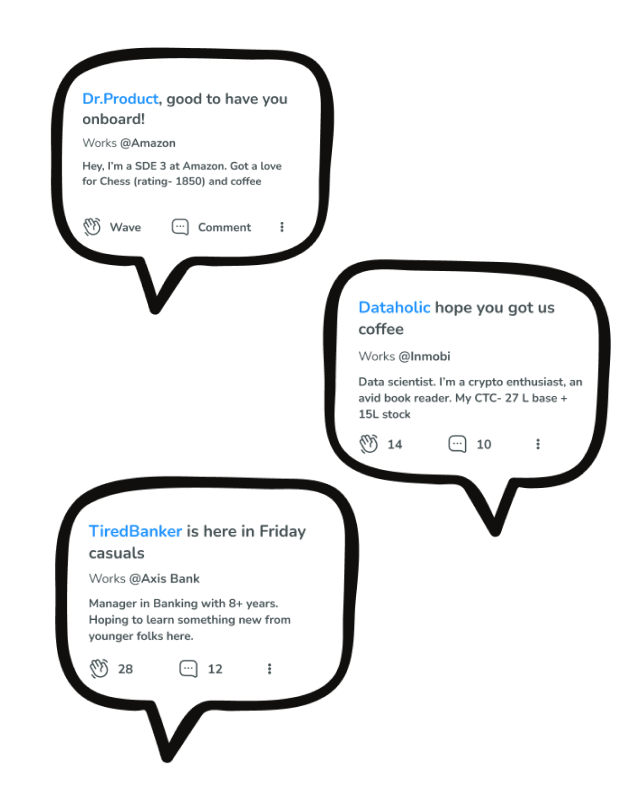 Dr.Product, good to have you
onboard!
Works @Amazon
Hey, I'm a SDE 3 at Amazon. Got a love
for Chess (rating- 1850) and coffee
Wave Comment
Dataholic hope you got us
coffee
Works @Inmobi
Data scientist. I'm a crypto enthusiast, an
avid book reader. My CTC- 27 L base +
15L stock
14 10
TiredBanker is here in Friday
casuals
Works @Axis Bank
Manager in Banking with 8+ years.
Hoping to learn something new from
younger folks here.
28 12